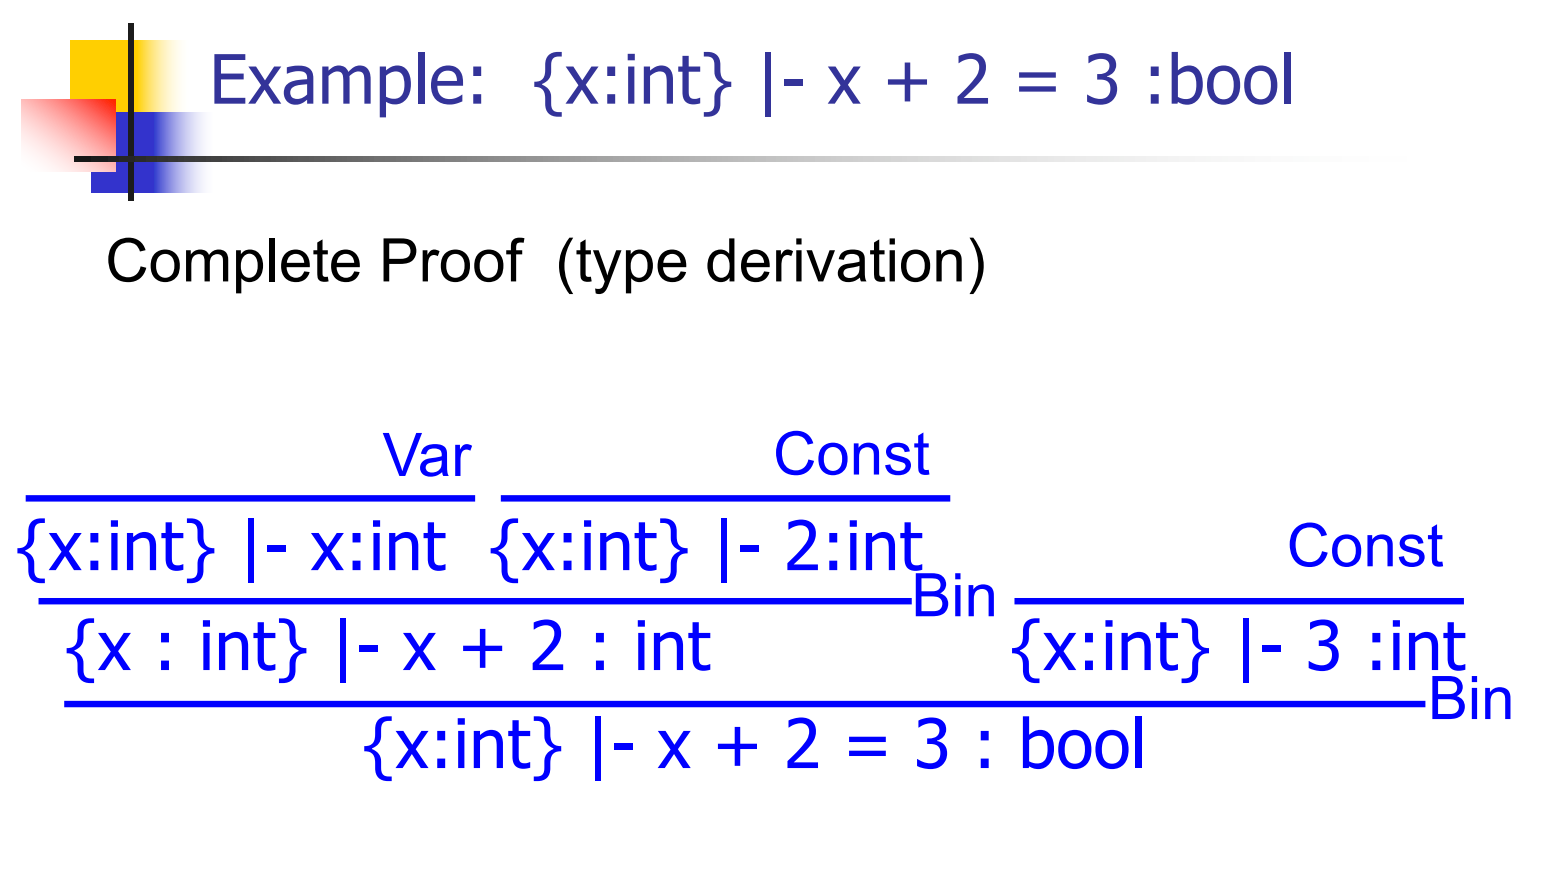 Example: {x:int} |- x + 2 = 3 :bool
Complete Proof (type derivation)
Var Const
{x:int} |- x:int {x:int} |- 2:int Const
Bin
{x : int} |- x + 2 : int {x:int} |- 3 :int
Bin
{x:int} |- x + 2 = 3 : bool